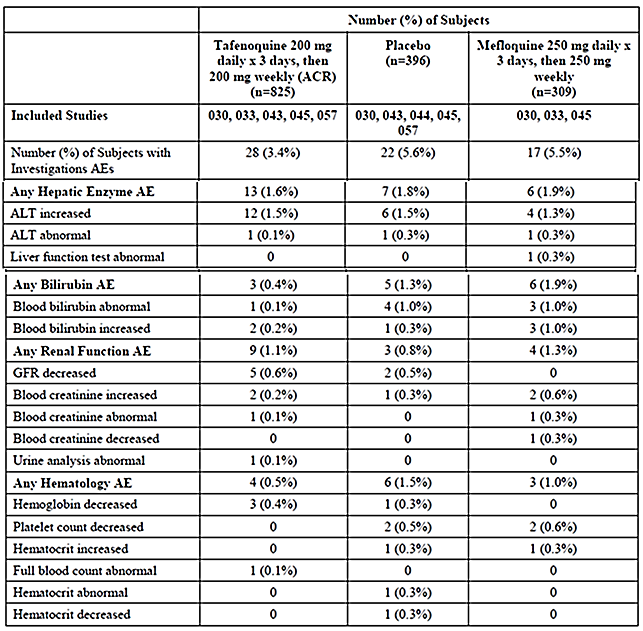 Number (%) of Subjects
Tafenoquine 200 mg daily x 3 days, then 200 mg weekly (ACR) (n=825) Placebo (n=396) Mefloquine 250 mg daily x 3 days, then 250 mg weekly (n=309)
Included Studies 030, 033, 043, 045, 057 030, 043, 044, 045, 057 030, 033, 045
Number (%) of Subjects with Investigations AEs 28 (3.4%) 22 (5.6%) 17 (5.5%)
Any Hepatic Enzyme AE 13 (1.6%) 7 (1.8%) 6 (1.9%)
ALT increased 12 (1.5%) 6 (1.5%) 4 (1.3%)
ALT abnormal 1 (0.1%) 1 (0.3%) 1 (0.3%)
Liver function test abnormal 0 0 1 (0.3%)
Any Bilirubin AE 3 (0.4%) 5 (1.3%) 6 (1.9%)
Blood bilirubin abnormal 1 (0.1%) 4 (1.0%) 3 (1.0%)
Blood bilirubin increased 2 (0.2%) 1 (0.3%) 3 (1.0%)
Any Renal Function AE 9 (1.1%) 3 (0.8%) 4 (1.3%)
GFR decreased 5 (0.6%) 2 (0.5%) 0
Blood creatinine increased 2 (0.2%) 1 (0.3%) 2 (0.6%)
Blood creatinine abnormal 1 (0.1%) 0 1 (0.3%)
Blood creatinine decreased 0 0 1 (0.3%)
Urine analysis abnormal 1 (0.1%) 0 0
Any Hematology AE 4 (0.5%) 6 (1.5%) 3 (1.0%)
Hemoglobin decreased 3 (0.4%) 1 (0.3%) 0
Platelet count decreased 0 2 (0.5%) 2 (0.6%)
Hematocrit increased 0 1 (0.3%) 1 (0.3%)
Full blood count abnormal 1 (0.1%) 0 0
Hematocrit abnormal 0 1 (0.3%) 0
Hematocrit decreased 0 1 (0.3%) 0